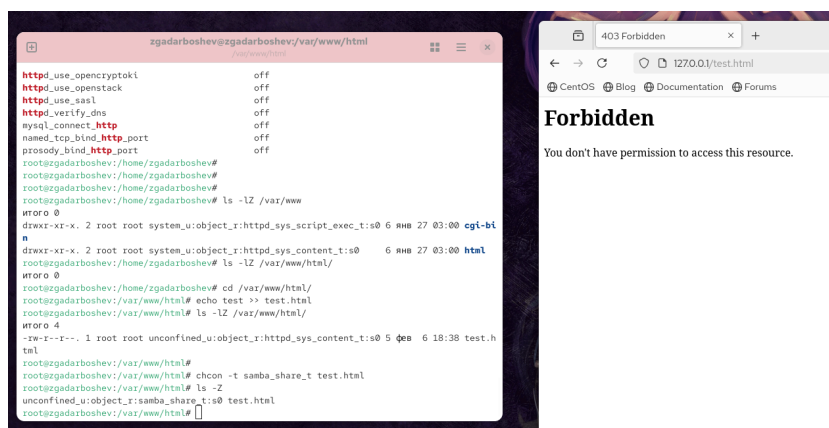 zgadarboshev@zgadarboshev:/var/www/html
/var/www/html
httpd_use_opencryptoki off
httpd_use_openstack off
httpd_use_sasl off
httpd_verify_dns off
mysql_connect_http off
named_tcp_bind_http_port off
prosody_bind_http_port off
root@zgadarboshev:/home/zgadarboshev#
root@zgadarboshev:/home/zgadarboshev#
root@zgadarboshev:/home/zgadarboshev#
root@zgadarboshev:/home/zgadarboshev# ls -lZ /var/www
итого 0
drwxr-xr-x. 2 root root system_u:object_r:httpd_sys_script_exec_t:s0 6 янв 27 03:00 cgi-bi
n
drwxr-xr-x. 2 root root system_u:object_r:httpd_sys_content_t:s0 6 янв 27 03:00 html
root@zgadarboshev:/home/zgadarboshev# ls -lZ /var/www/html/
итого 0
root@zgadarboshev:/home/zgadarboshev# cd /var/www/html/
root@zgadarboshev:/var/www/html# echo test >> test.html
root@zgadarboshev:/var/www/html# ls -lZ /var/www/html/
итого 4
-rw-r--r--. 1 root root unconfined_u:object_r:httpd_sys_content_t:s0 5 фев 6 18:38 test.h
tml
root@zgadarboshev:/var/www/html#
root@zgadarboshev:/var/www/html# chcon -t samba_share_t test.html
root@zgadarboshev:/var/www/html# ls -Z
unconfined_u:object_r:samba_share_t:s0 test.html
root@zgadarboshev:/var/www/html#
403 Forbidden
127.0.0.1/test.html
CentOS Blog Documentation Forums
Forbidden
You don't have permission to access this resource.